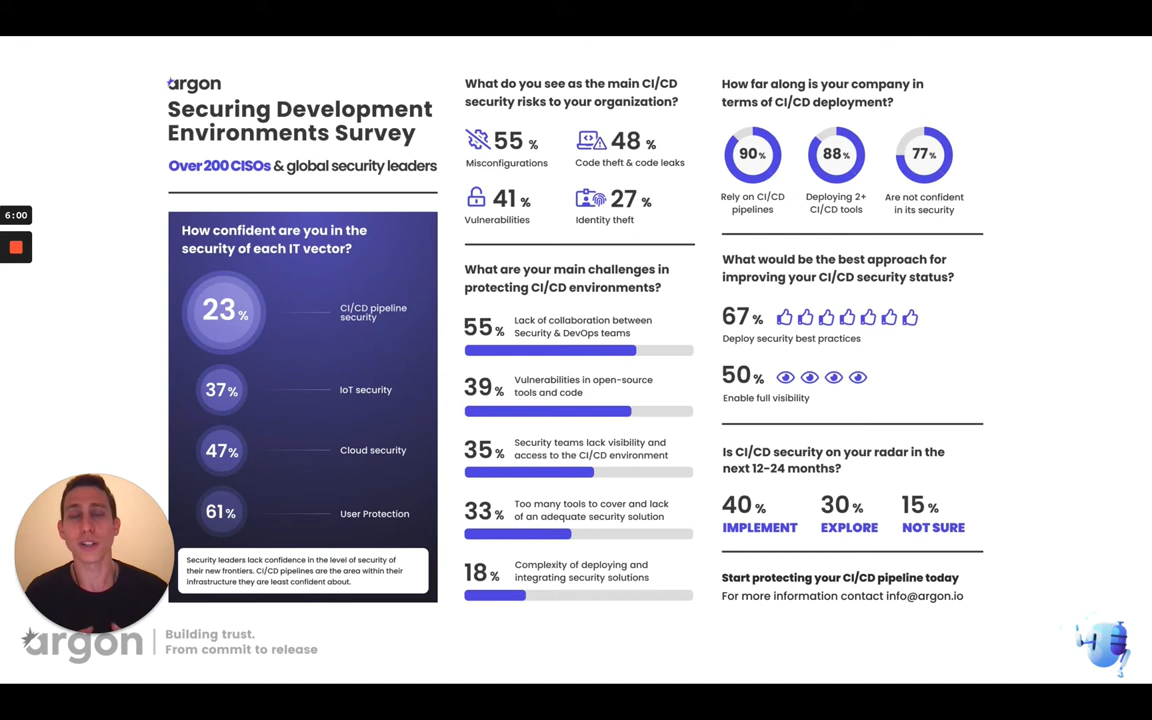 argon
Securing Development
Environments Survey
Over 200 CISOs & global security leaders
How confident are you in the
security of each IT vector?
23%
CI/CD pipeline
security
37%
IoT security
47%
Cloud security
61%
User Protection
Security leaders lack confidence in the level of security of
their new frontiers. CI/CD pipelines are the area within their
infrastructure they are least confident about.
What do you see as the main CI/CD
security risks to your organization?
55 %
Misconfigurations
48 %
Code theft & code leaks
41 %
Vulnerabilities
27 %
Identity theft
What are your main challenges in
protecting CI/CD environments?
55%
Lack of collaboration between
Security & DevOps teams
39%
Vulnerabilities in open-source
tools and code
35%
Security teams lack visibility and
access to the CI/CD environment
33%
Too many tools to cover and lack
of an adequate security solution
18%
Complexity of deploying and
integrating security solutions
How far along is your company in
terms of CI/CD deployment?
90%
Rely on CI/CD
pipelines
88%
Deploying 2+
CI/CD tools
77%
Are not confident
in its security
What would be the best approach for
improving your CI/CD security status?
67%
Deploy security best practices
50%
Enable full visibility
Is CI/CD security on your radar in the
next 12-24 months?
40% 30% 15%
IMPLEMENT EXPLORE NOT SURE
Start protecting your CI/CD pipeline today
For more information contact info@argon.io
6:00
argon
Building trust.
From commit to release